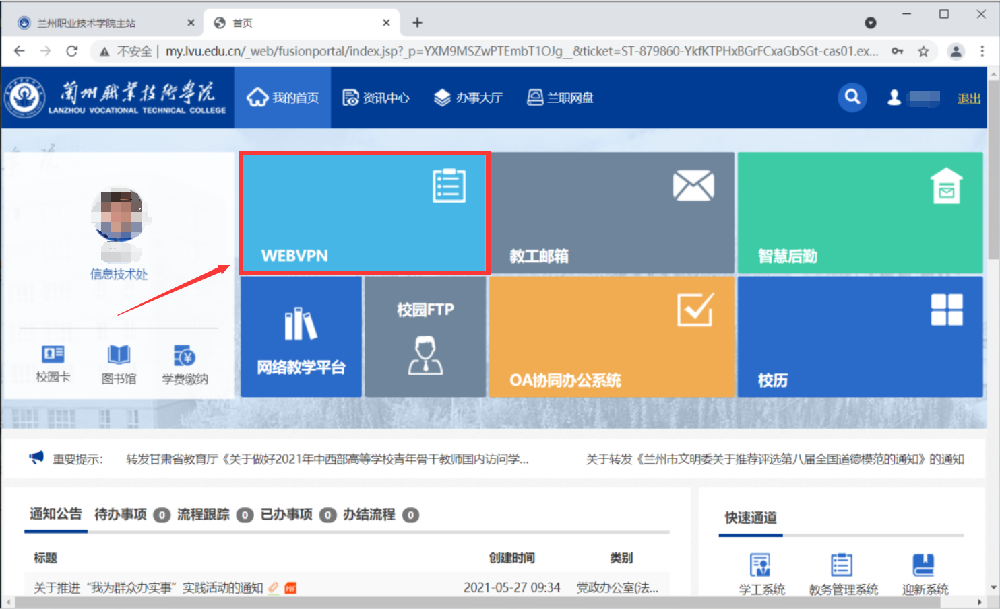 兰州职业技术学院主站
首页
不安全 | my.lvu.edu.cn/_web/fusionportal/index.jsp?_p=YXM9MSZwPTEmbT1OJg__&ticket=ST-879860-YkfKTPHxBGrFCxaGbSGt-cas01.ex...
蘭州職業技術學院
LANZHOU VOCATIONAL TECHNICAL COLLEGE
我的首页
资讯中心
办事大厅
兰职网盘
退出
信息技术处
校园卡
图书馆
学费缴纳
WEBVPN
教工邮箱
智慧后勤
网络教学平台
校园FTP
OA协同办公系统
校历
重要提示：
转发甘肃省教育厅《关于做好2021年中西部高等学校青年骨干教师国内访问学...
关于转发《兰州市文明委关于推荐评选第八届全国道德模范的通知》的通知
通知公告 待办事项 0 流程跟踪 0 已办事项 0 办结流程 0
标题 创建时间 类别
关于推进“我为群众办实事”实践活动的通知 PDF 2021-05-27 09:34 党政办公室(法...
快速通道
学工系统
教务管理系统
迎新系统